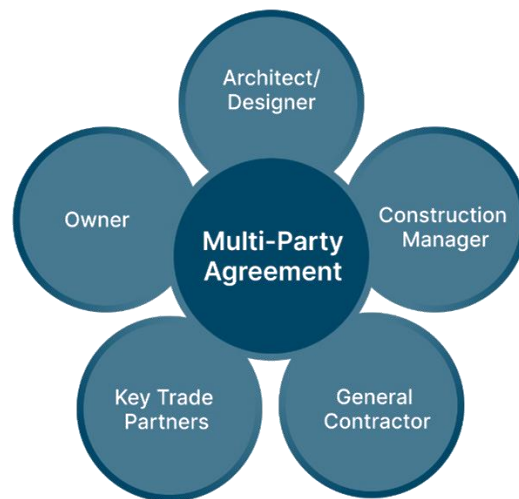 Architect/
Designer
Owner
Construction
Manager
Multi-Party
Agreement
Key Trade
Partners
General
Contractor